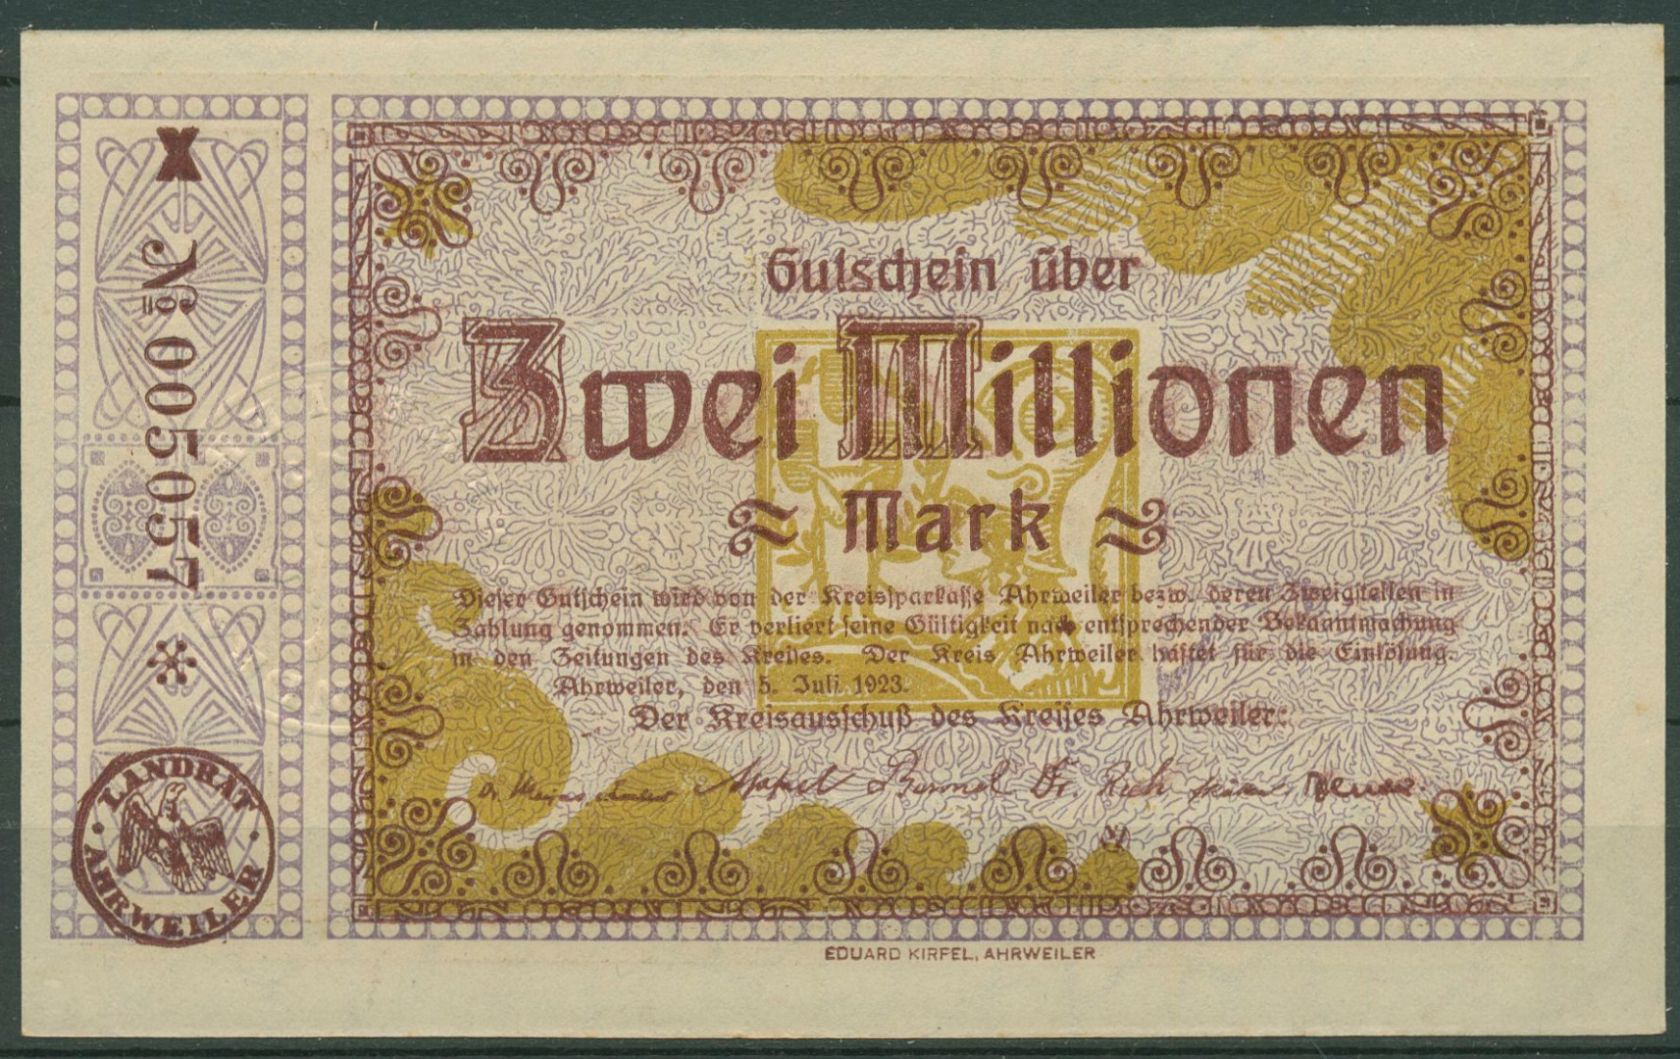 № 005057
LANDRAT
AHRWEILER
Gutschein über
Zwei Millionen
Mark
Dieser Gutschein wird von der Kreissparkasse Ahrweiler bezw. deren Zweigstellen in
Zahlung genommen. Er verliert seine Gültigkeit nach entsprechender Bekanntmachung
in den Zeitungen des Kreises. Der Kreis Ahrweiler haftet für die Einlösung.
Ahrweiler, den 5. Juli 1923.
Der Kreisausschuß des Kreises Ahrweiler:
Dr.
EDUARD KIRFEL, AHRWEILER